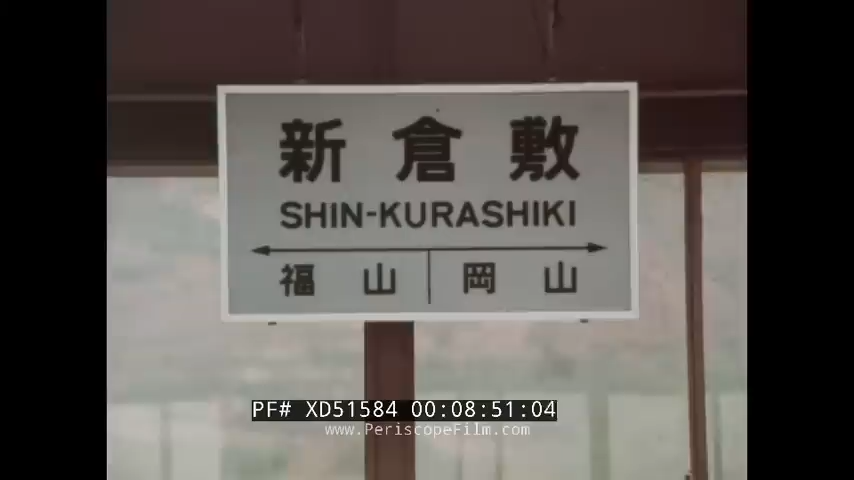 新倉敷
SHIN-KURASHIKI
福山 岡山
PF# XD51584 00:08:51:04
www.PeriscopeFilm.com